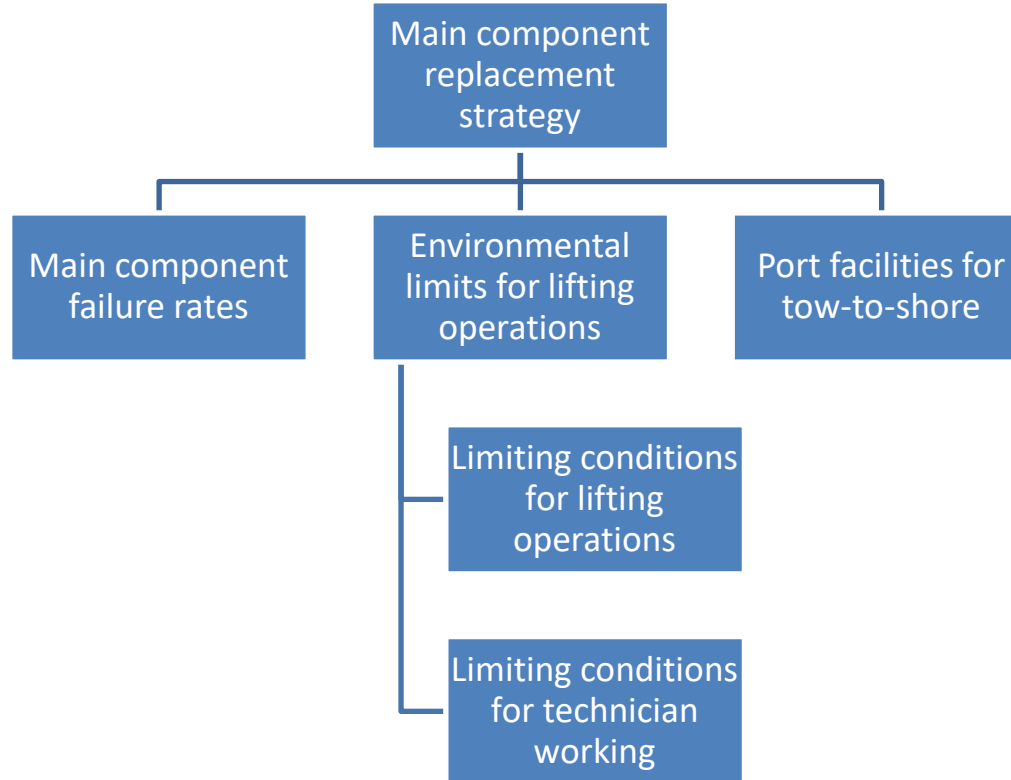 Main component
replacement
strategy
Main component
failure rates
Environmental
limits for lifting
operations
Port facilities for
tow-to-shore
Limiting conditions
for lifting
operations
Limiting conditions
for technician
working